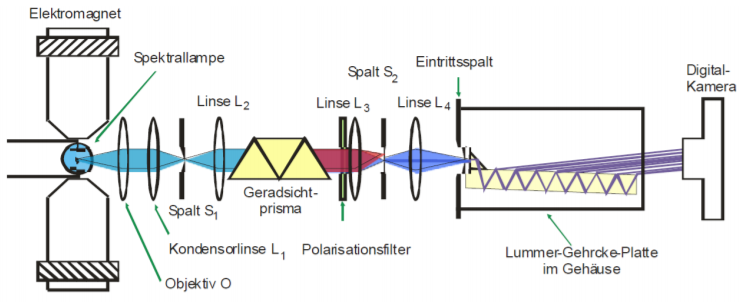 Elektromagnet
Spektrallampe
Spalt S2
Eintrittsspalt
Digital-
Kamera
Linse L2
Linse L3
Linse L4
Geradsicht-
prisma
Spalt S1
Kondensorlinse L1
Polarisationsfilter
Lummer-Gehrcke-Platte
im Gehäuse
Objektiv O